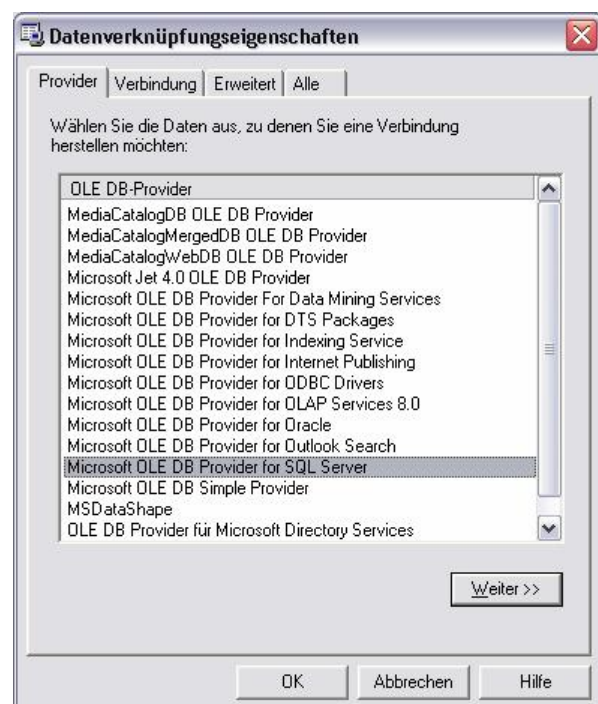 Datenverknüpfungseigenschaften
Provider Verbindung Erweitert Alle
Wählen Sie die Daten aus, zu denen Sie eine Verbindung
herstellen möchten:
OLE DB-Provider
MediaCatalogDB OLE DB Provider
MediaCatalogMergedDB OLE DB Provider
MediaCatalogWebDB OLE DB Provider
Microsoft Jet 4.0 OLE DB Provider
Microsoft OLE DB Provider For Data Mining Services
Microsoft OLE DB Provider for DTS Packages
Microsoft OLE DB Provider for Indexing Service
Microsoft OLE DB Provider for Internet Publishing
Microsoft OLE DB Provider for ODBC Drivers
Microsoft OLE DB Provider for OLAP Services 8.0
Microsoft OLE DB Provider for Oracle
Microsoft OLE DB Provider for Outlook Search
Microsoft OLE DB Provider for SQL Server
Microsoft OLE DB Simple Provider
MSDataShape
OLE DB Provider für Microsoft Directory Services
Weiter >>
OK Abbrechen Hilfe